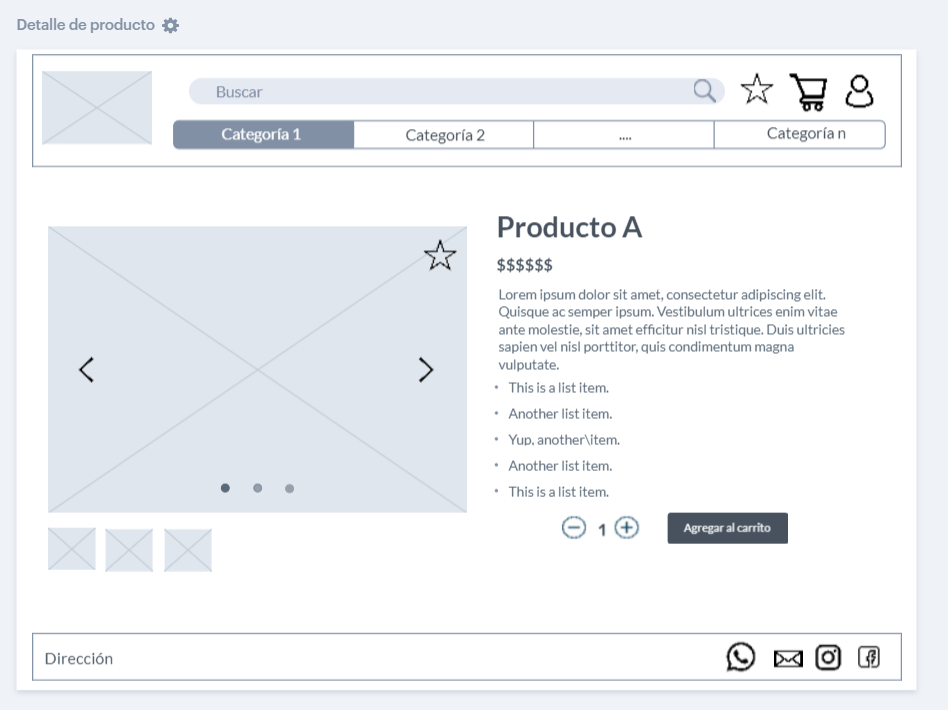 Detalle de producto
Buscar
Categoría 1
Categoría 2
....
Categoría n
Producto A
$$$$$$
Lorem ipsum dolor sit amet, consectetur adipiscing elit.
Quisque ac semper ipsum. Vestibulum ultrices enim vitae
ante molestie, sit amet efficitur nisl tristique. Duis ultricies
sapien vel nisl porttitor, quis condimentum magna
vulputate.
• This is a list item.
• Another list item.
• Yup, another\item.
• Another list item.
• This is a list item.
1
Agregar al carrito
Dirección